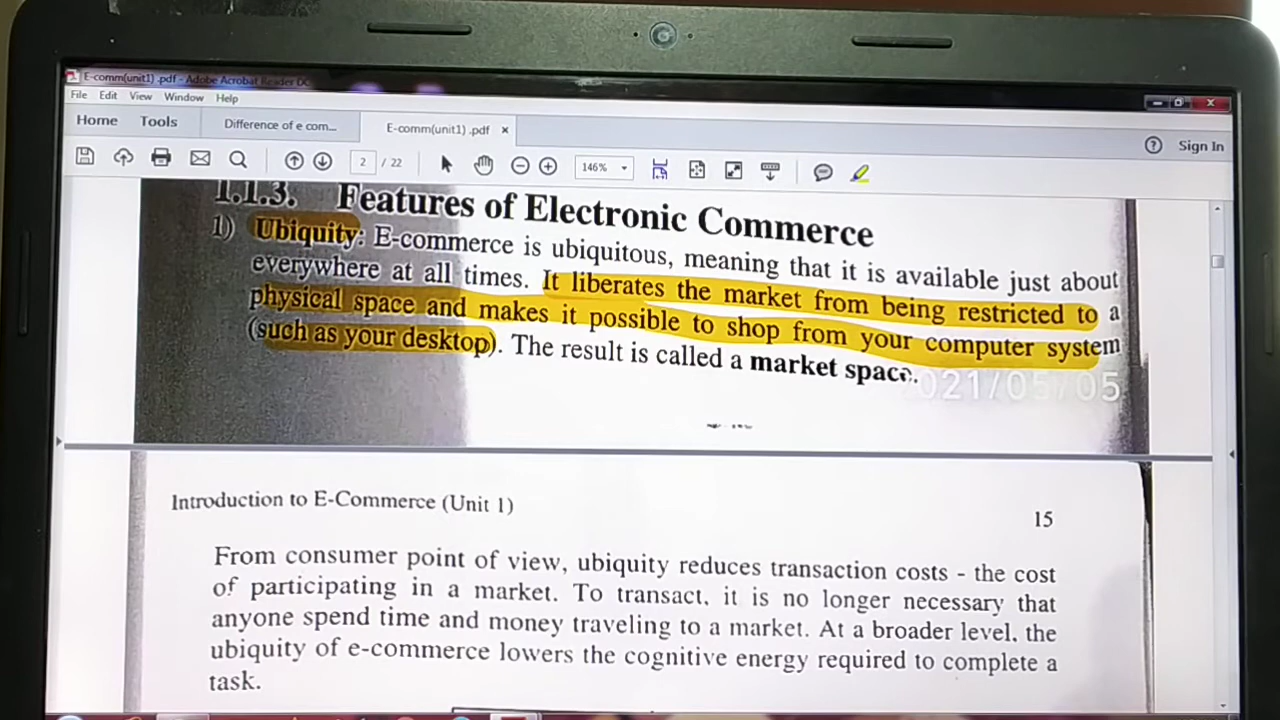 E-comm(unit1) .pdf - Adobe Acrobat Reader DC
File Edit View Window Help
Home Tools Difference of e com... E-comm(unit1) .pdf ×
2 / 22 146% Sign In
1.1.3. Features of Electronic Commerce
1) Ubiquity: E-commerce is ubiquitous, meaning that it is available just about
everywhere at all times. It liberates the market from being restricted to a
physical space and makes it possible to shop from your computer system
(such as your desktop). The result is called a market space.
Introduction to E-Commerce (Unit 1) 15
From consumer point of view, ubiquity reduces transaction costs - the cost
of participating in a market. To transact, it is no longer necessary that
anyone spend time and money traveling to a market. At a broader level, the
ubiquity of e-commerce lowers the cognitive energy required to complete a
task.